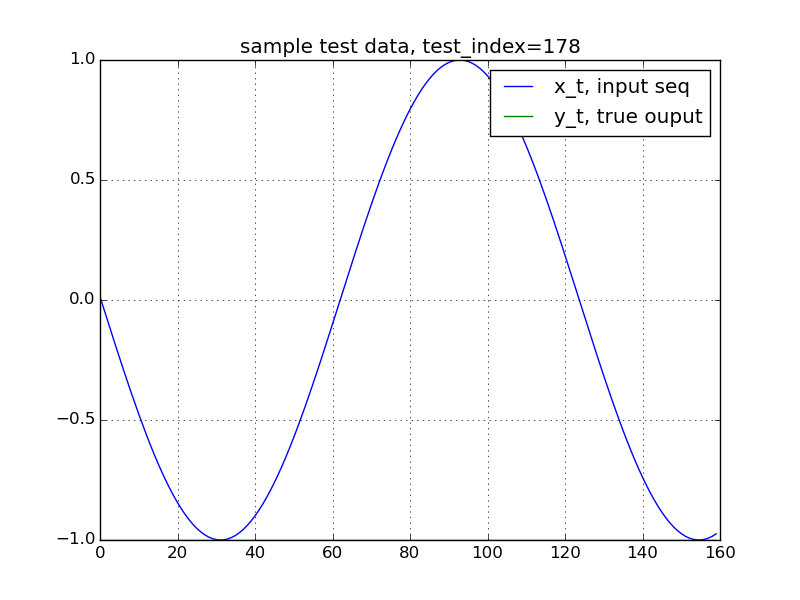 sample test data, test_index=178
x_t, input seq
y_t, true ouput
1.0
0.5
0.0
−0.5
−1.0
0 20 40 60 80 100 120 140 160